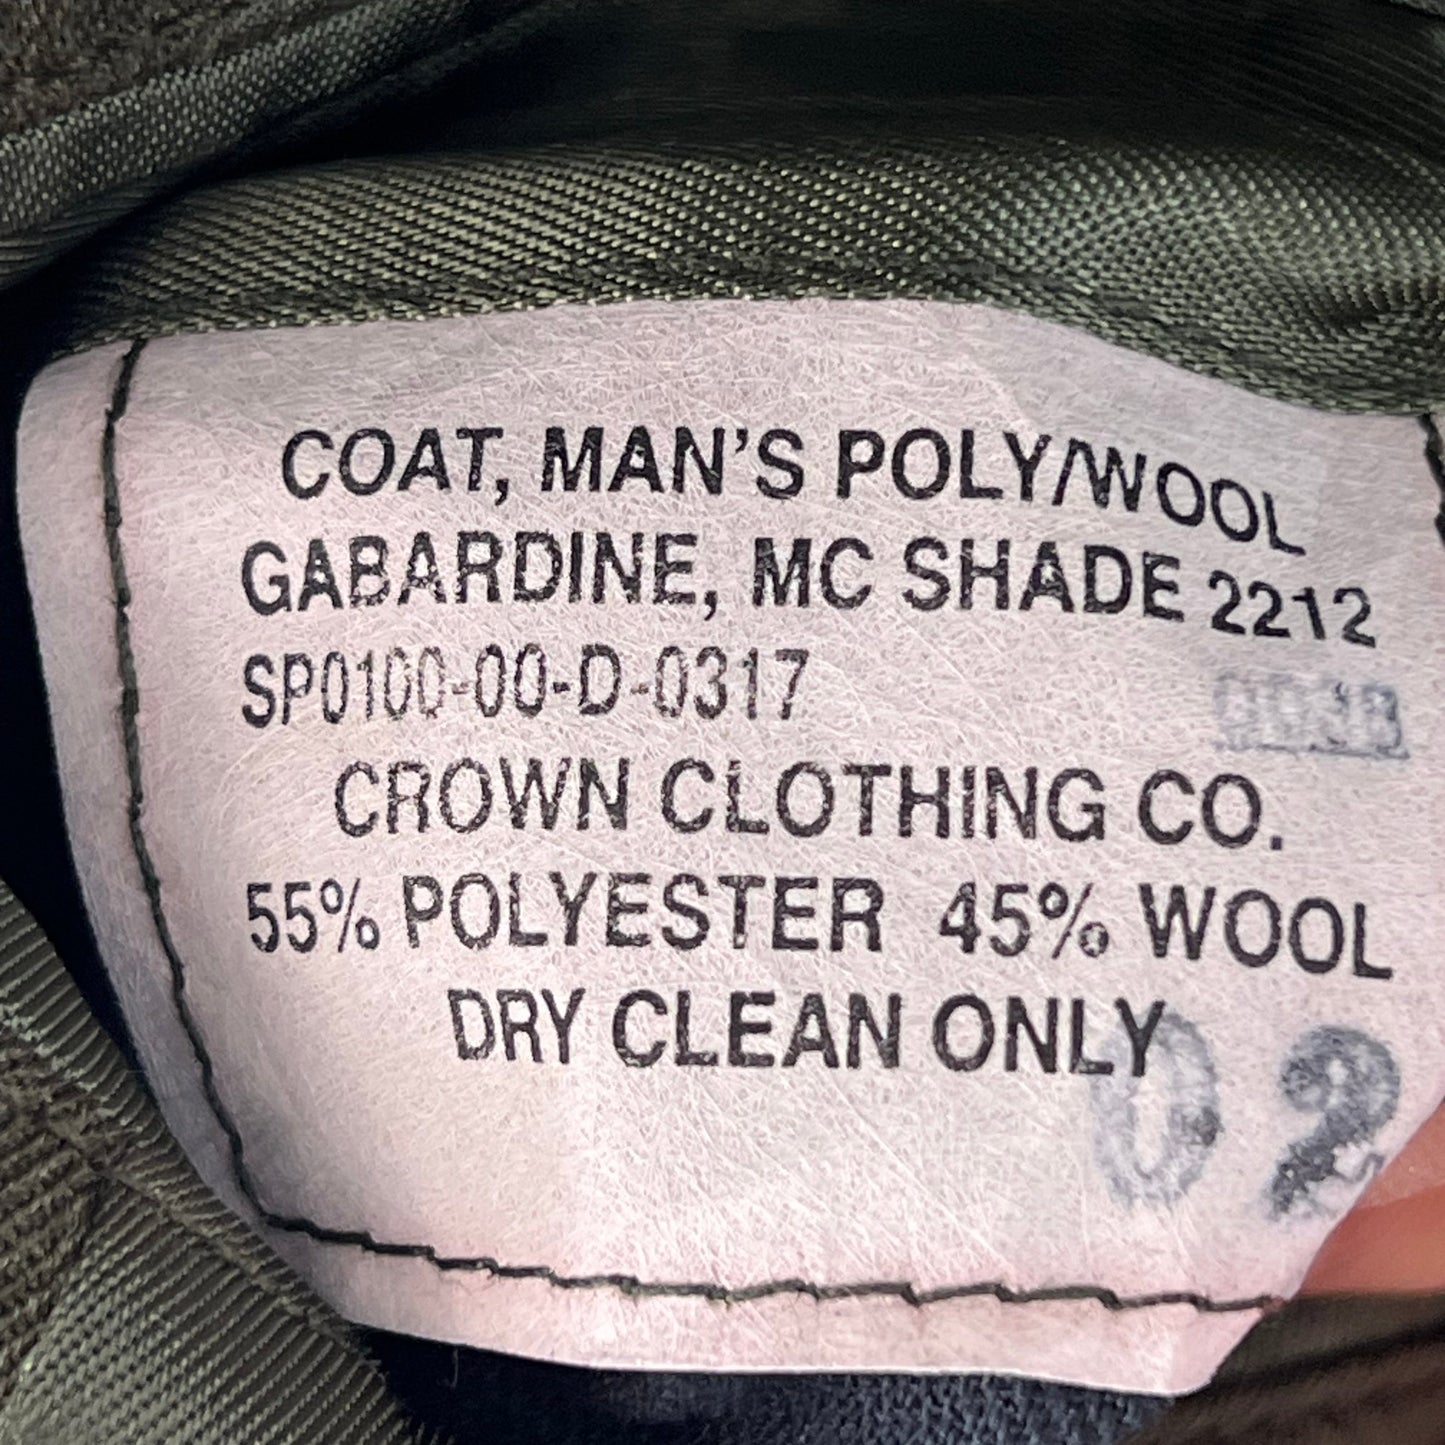 COAT, MAN'S POLY/WOOL
GABARDINE, MC SHADE 2212
SP0100-00-D-0317
CROWN CLOTHING CO.
55% POLYESTER 45% WOOL
DRY CLEAN ONLY
02